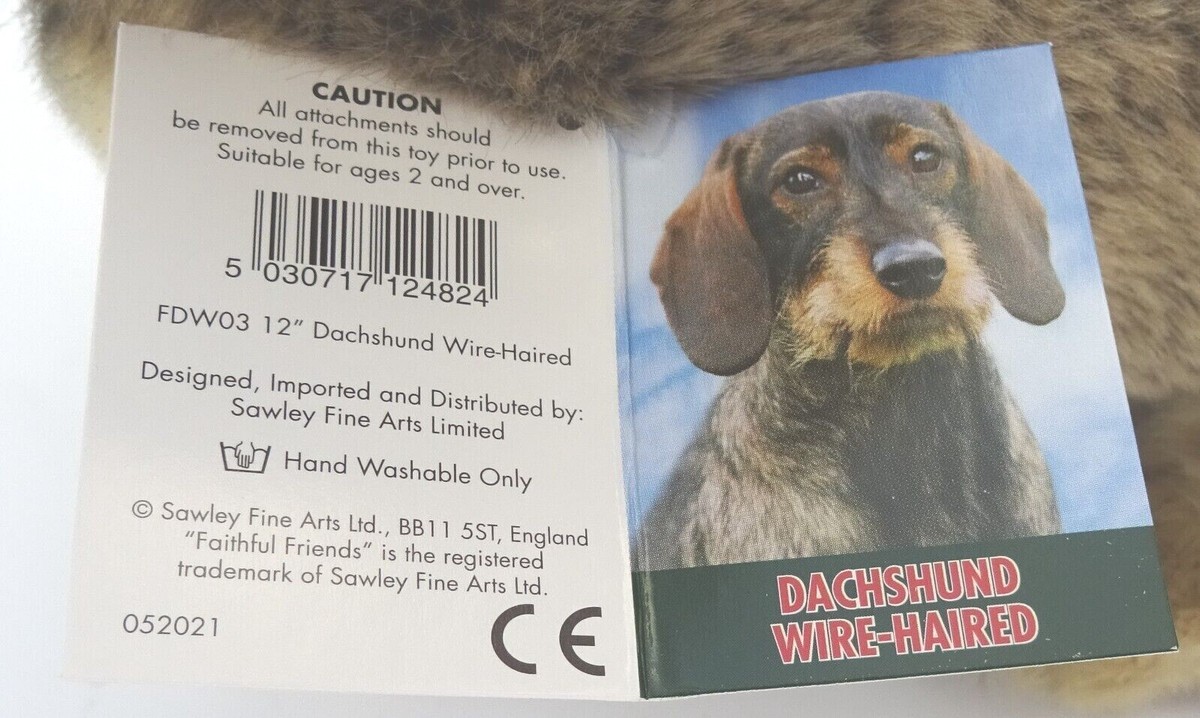 CAUTION
All attachments should
be removed from this toy prior to use.
Suitable for ages 2 and over.
5 030717 124824
FDW03 12” Dachshund Wire-Haired
Designed, Imported and Distributed by:
Sawley Fine Arts Limited
Hand Washable Only
© Sawley Fine Arts Ltd., BB11 5ST, England
“Faithful Friends” is the registered
trademark of Sawley Fine Arts Ltd.
052021
CE
DACHSHUND
WIRE-HAIRED